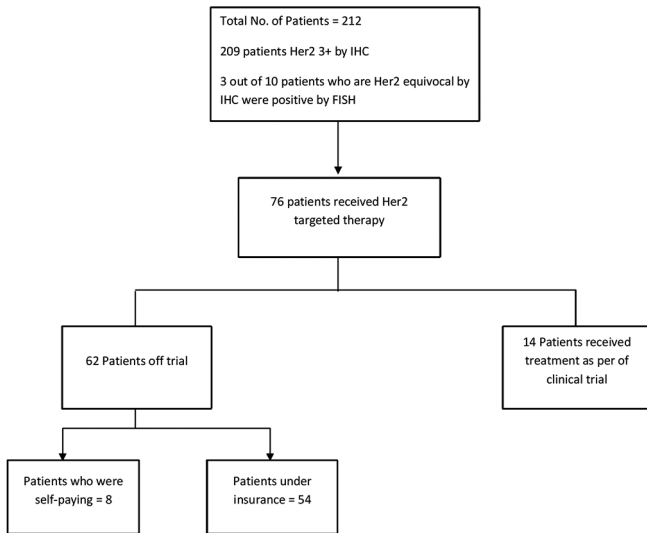 Total No. of Patients = 212
209 patients Her2 3+ by IHC
3 out of 10 patients who are Her2 equivocal by
IHC were positive by FISH
76 patients received Her2
targeted therapy
62 Patients off trial
14 Patients received
treatment as per of
clinical trial
Patients who were
self-paying = 8
Patients under
insurance = 54